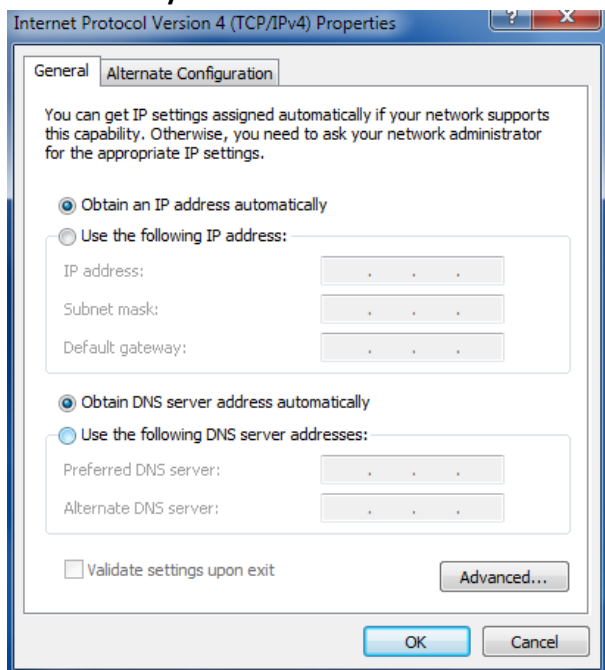 Internet Protocol Version 4 (TCP/IPv4) Properties
General
Alternate Configuration
You can get IP settings assigned automatically if your network supports
this capability. Otherwise, you need to ask your network administrator
for the appropriate IP settings.
Obtain an IP address automatically
Use the following IP address:
IP address:
Subnet mask:
Default gateway:
Obtain DNS server address automatically
Use the following DNS server addresses:
Preferred DNS server:
Alternate DNS server:
Validate settings upon exit
Advanced...
OK
Cancel